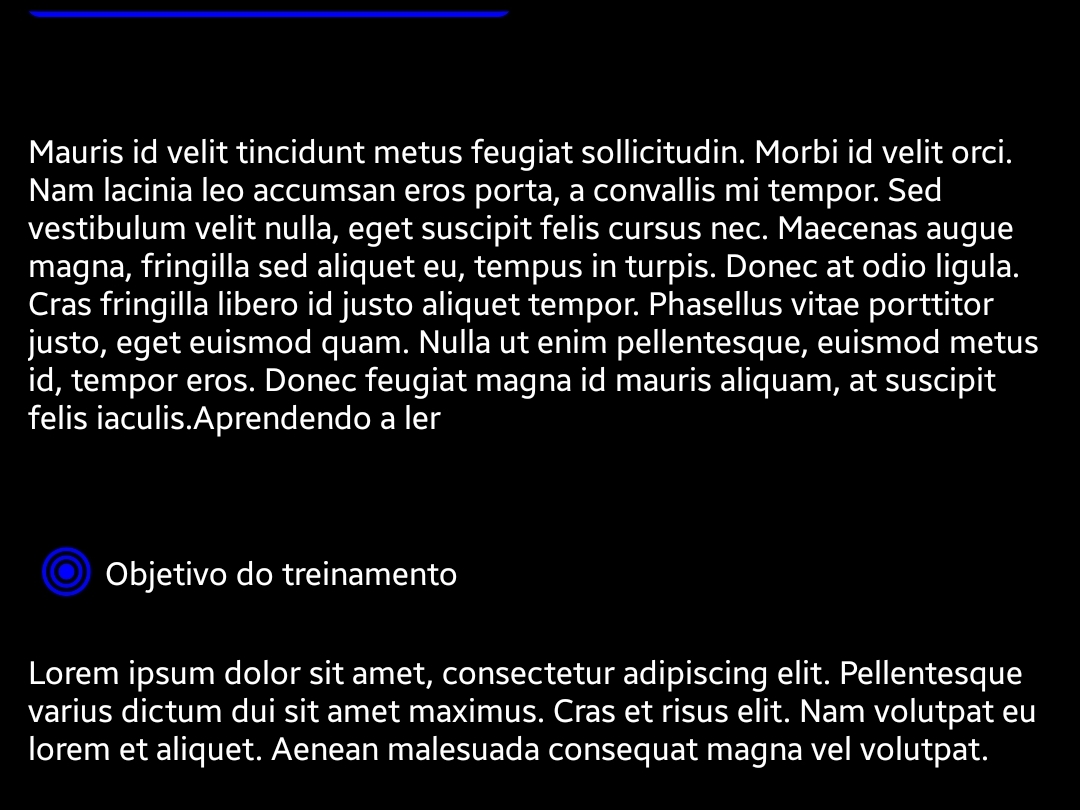 Mauris id velit tincidunt metus feugiat sollicitudin. Morbi id velit orci.
Nam lacinia leo accumsan eros porta, a convallis mi tempor. Sed
vestibulum velit nulla, eget suscipit felis cursus nec. Maecenas augue
magna, fringilla sed aliquet eu, tempus in turpis. Donec at odio ligula.
Cras fringilla libero id justo aliquet tempor. Phasellus vitae porttitor
justo, eget euismod quam. Nulla ut enim pellentesque, euismod metus
id, tempor eros. Donec feugiat magna id mauris aliquam, at suscipit
felis iaculis.Aprendendo a ler
Objetivo do treinamento
Lorem ipsum dolor sit amet, consectetur adipiscing elit. Pellentesque
varius dictum dui sit amet maximus. Cras et risus elit. Nam volutpat eu
lorem et aliquet. Aenean malesuada consequat magna vel volutpat.